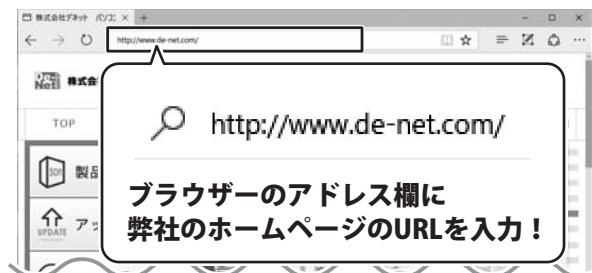 株式会社デネット パソコ
http://www.de-net.com/
De
Net!! 株式会
TOP
http://www.de-net.com/
製品
UPDATE アッ
ブラウザーのアドレス欄に
弊社のホームページのURLを入力！